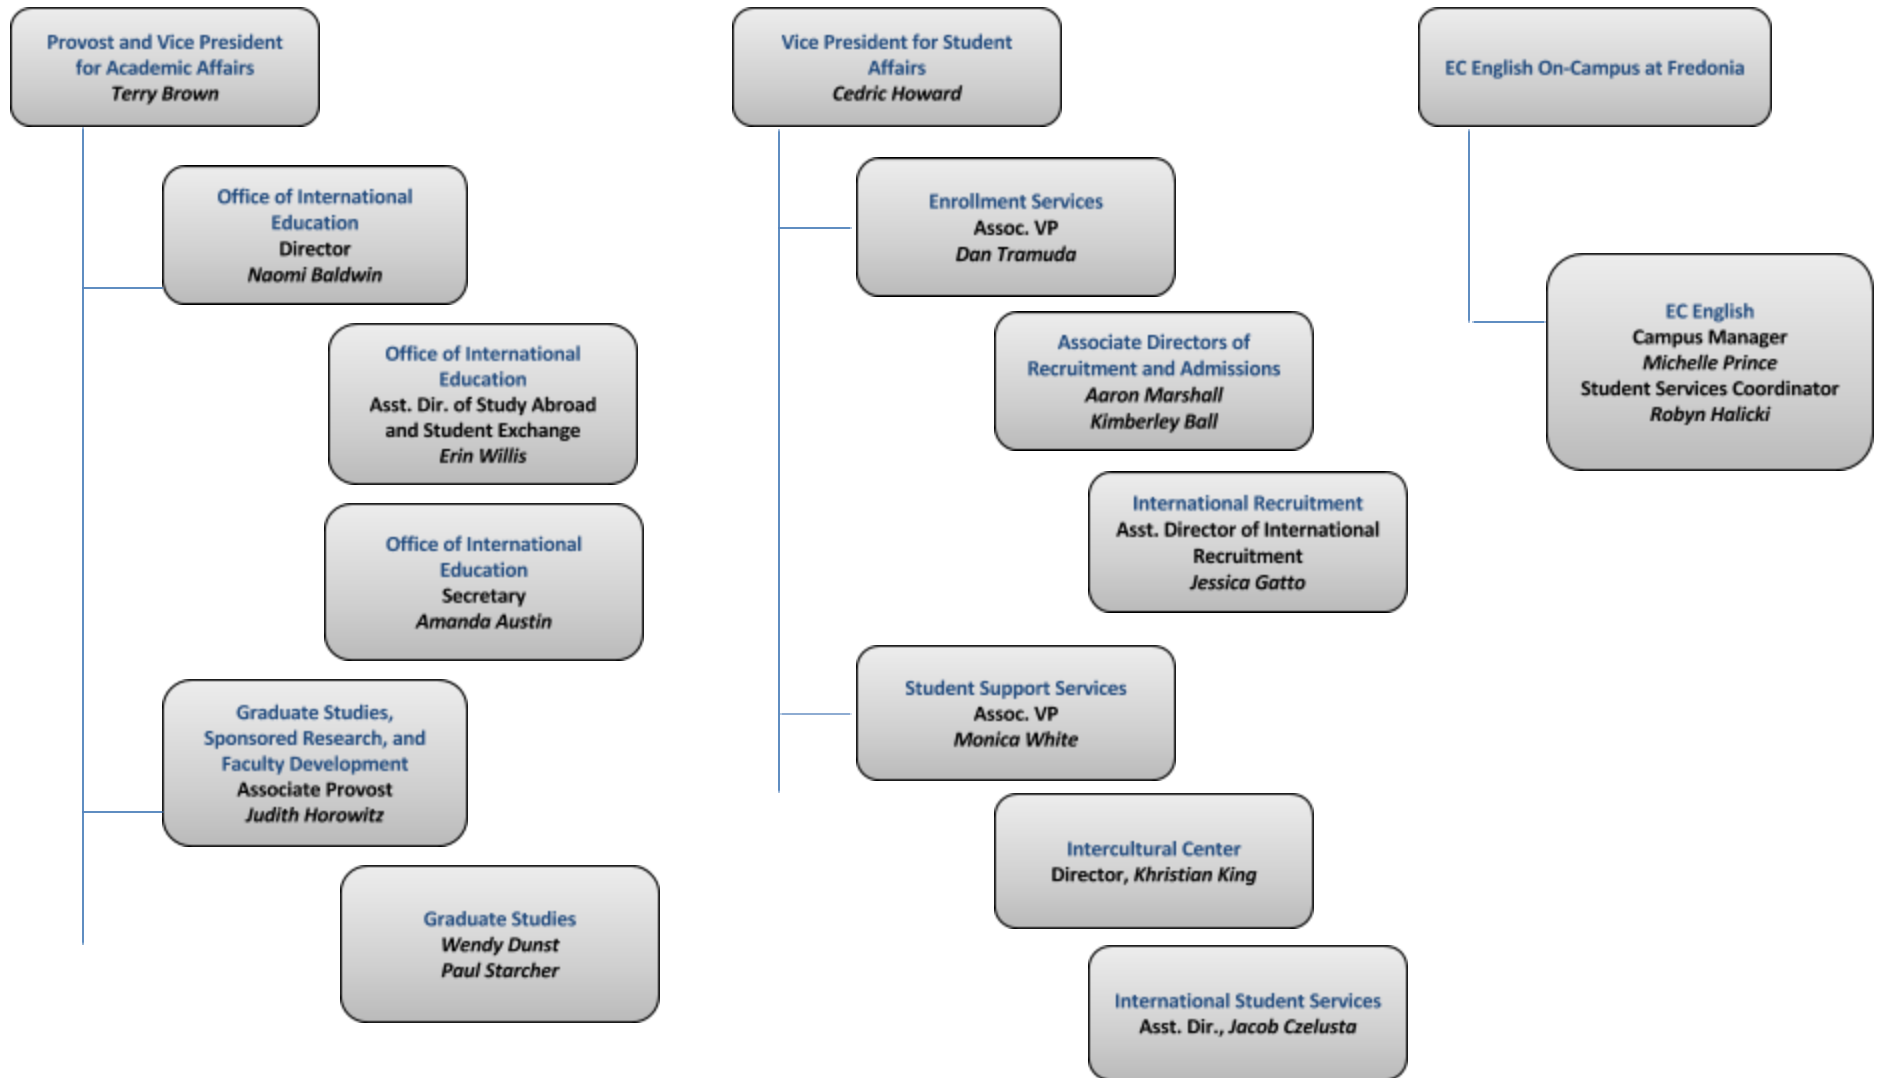 Provost and Vice President
for Academic Affairs
Terry Brown
Office of International
Education
Director
Naomi Baldwin
Office of International
Education
Asst. Dir. of Study Abroad
and Student Exchange
Erin Willis
Office of International
Education
Secretary
Amanda Austin
Graduate Studies,
Sponsored Research, and
Faculty Development
Associate Provost
Judith Horowitz
Graduate Studies
Wendy Dunst
Paul Starcher
Vice President for Student
Affairs
Cedric Howard
Enrollment Services
Assoc. VP
Dan Tramuda
Associate Directors of
Recruitment and Admissions
Aaron Marshall
Kimberley Ball
International Recruitment
Asst. Director of International
Recruitment
Jessica Gatto
Student Support Services
Assoc. VP
Monica White
Intercultural Center
Director, Khristian King
International Student Services
Asst. Dir., Jacob Czelusta
EC English On-Campus at Fredonia
EC English
Campus Manager
Michelle Prince
Student Services Coordinator
Robyn Halicki